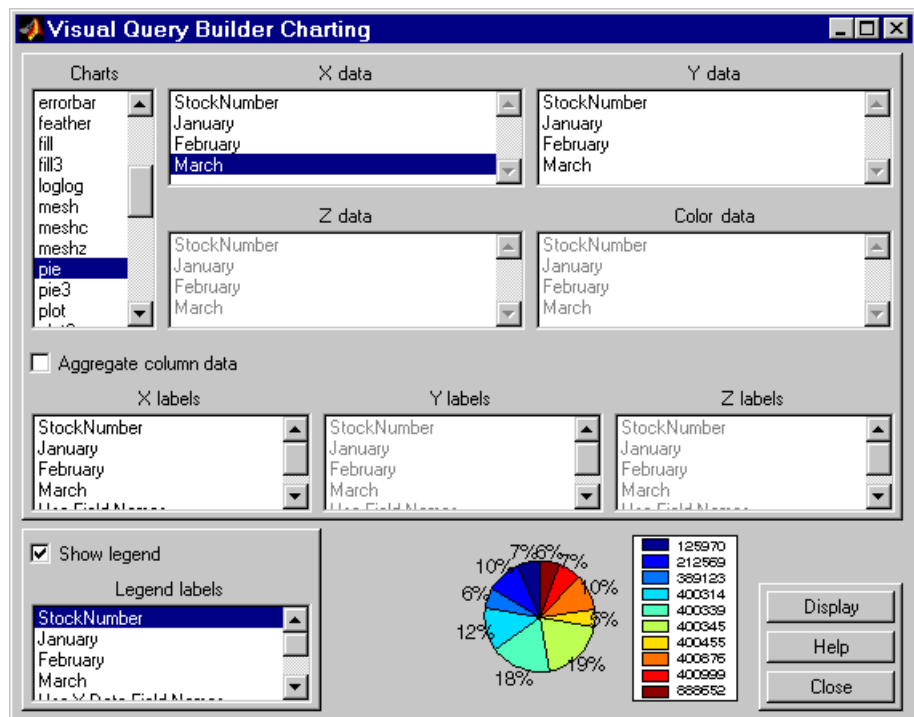 Visual Query Builder Charting
Charts
X data
Y data
errorbar
feather
fill
fill3
loglog
mesh
meshc
meshz
pie
pie3
plot
StockNumber
January
February
March
StockNumber
January
February
March
Z data
Color data
StockNumber
January
February
March
StockNumber
January
February
March
Aggregate column data
X labels
Y labels
Z labels
StockNumber
January
February
March
StockNumber
January
February
March
StockNumber
January
February
March
Show legend
Legend labels
StockNumber
January
February
March
7%
6%
7%
10%
10%
6%
12%
18%
19%
125970
212569
389123
400314
400339
400345
400455
400876
400999
888652
Display
Help
Close